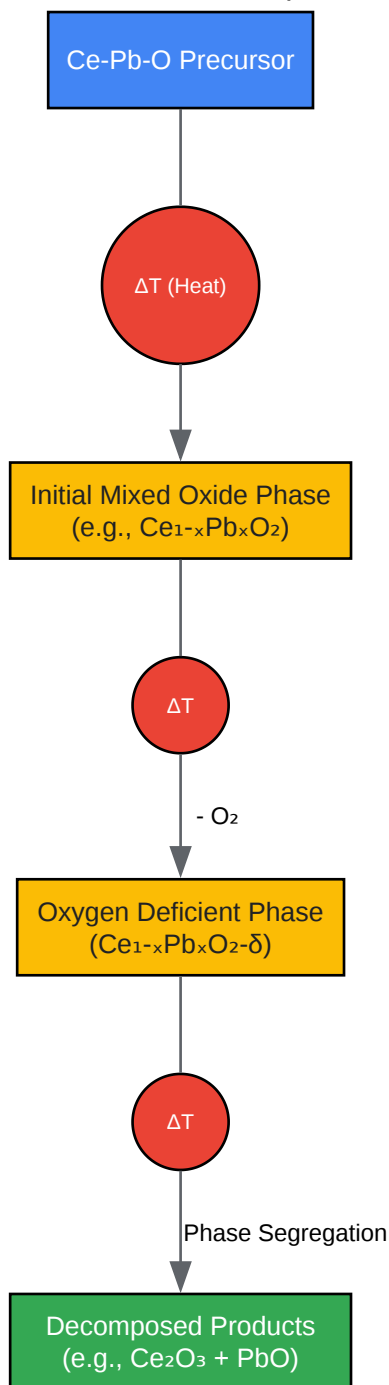 Ce-Pb-O Precursor
ΔT (Heat)
Initial Mixed Oxide Phase
(e.g., Ce₁-ₓPbₓO₂)
ΔT
- O₂
Oxygen Deficient Phase
(Ce₁-ₓPbₓO₂-δ)
ΔT
Phase Segregation
Decomposed Products
(e.g., Ce₂O₃ + PbO)